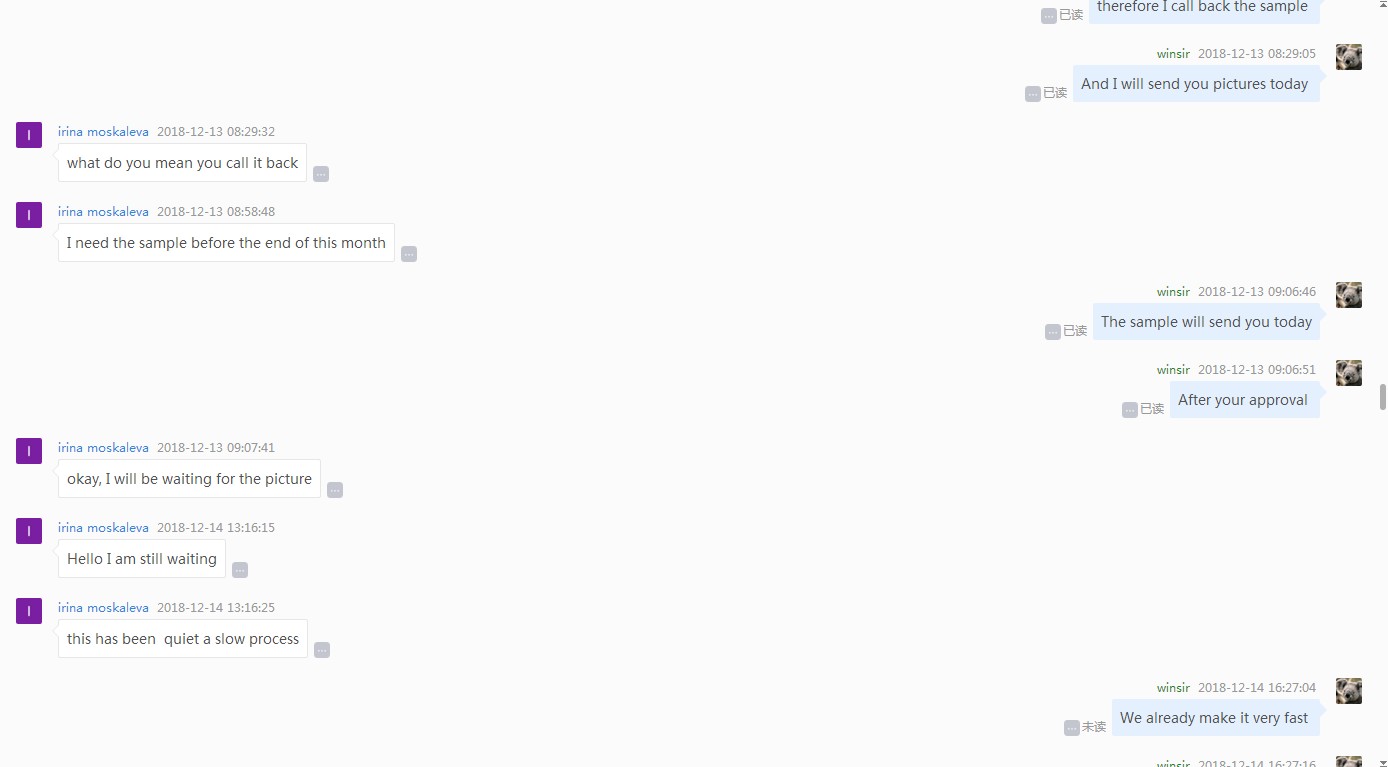 therefore I call back the sample
已读
winsir 2018-12-13 08:29:05
And I will send you pictures today
已读
I irina moskaleva 2018-12-13 08:29:32
what do you mean you call it back
I irina moskaleva 2018-12-13 08:58:48
I need the sample before the end of this month
winsir 2018-12-13 09:06:46
The sample will send you today
已读
winsir 2018-12-13 09:06:51
After your approval
已读
I irina moskaleva 2018-12-13 09:07:41
okay, I will be waiting for the picture
I irina moskaleva 2018-12-14 13:16:15
Hello I am still waiting
I irina moskaleva 2018-12-14 13:16:25
this has been  quiet a slow process
winsir 2018-12-14 16:27:04
We already make it very fast
未读
winsir 2018-12-14 16:27:16